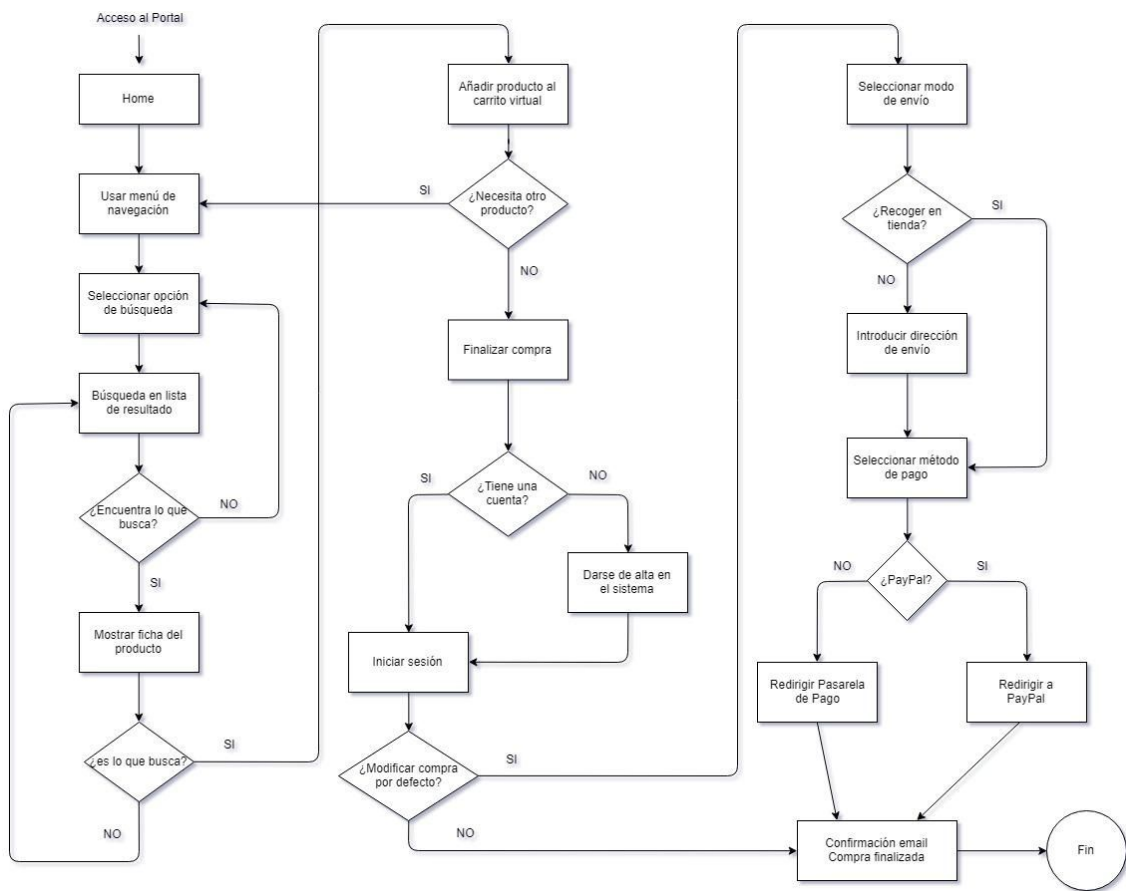 Acceso al Portal
Home
Usar menú de
navegación
Seleccionar opción
de búsqueda
Búsqueda en lista
de resultado
¿Encuentra lo que
busca?
NO
SI
Mostrar ficha del
producto
¿es lo que busca?
SI
NO
Añadir producto al
carrito virtual
¿Necesita otro
producto?
SI
NO
Finalizar compra
¿Tiene una
cuenta?
SI
NO
Darse de alta en
el sistema
Iniciar sesión
¿Modificar compra
por defecto?
SI
NO
Seleccionar modo
de envío
¿Recoger en
tienda?
SI
NO
Introducir dirección
de envío
Seleccionar método
de pago
¿PayPal?
NO
SI
Redirigir Pasarela
de Pago
Redirigir a
PayPal
Confirmación email
Compra finalizada
Fin